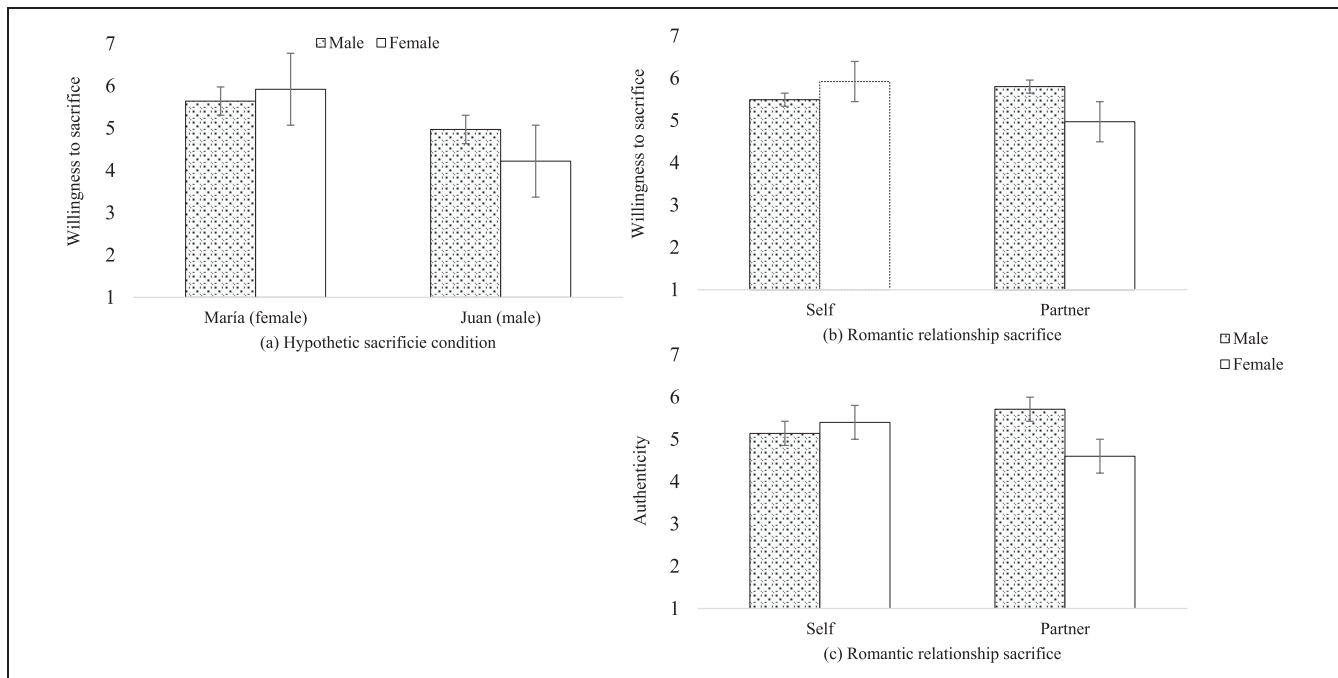 Male Female
Willingness to sacrifice
7
6
5
4
3
2
1
María (female) Juan (male)
(a) Hypothetic sacrificie condition
Willingness to sacrifice
7
6
5
4
3
2
1
Self Partner
(b) Romantic relationship sacrifice
Male
Female
Authenticity
7
6
5
4
3
2
1
Self Partner
(c) Romantic relationship sacrifice